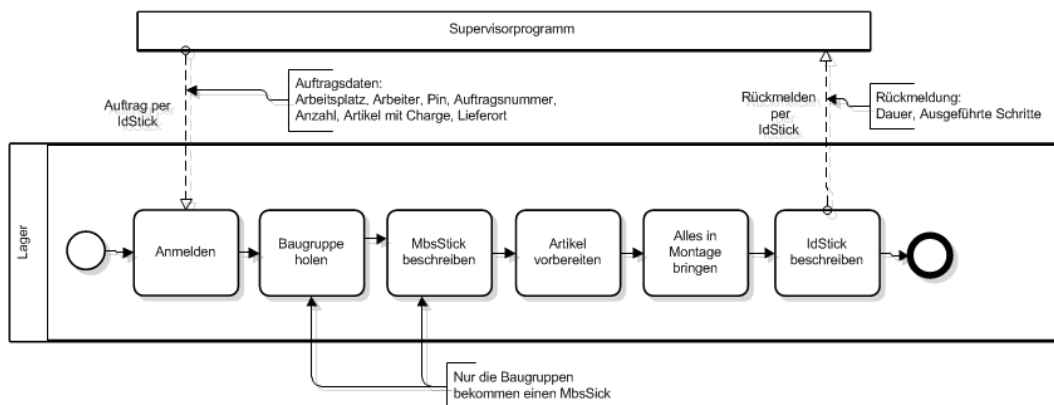 Supervisorprogramm
Auftrag per
IdStick
Auftragsdaten:
Arbeitsplatz, Arbeiter, Pin, Auftragsnummer,
Anzahl, Artikel mit Charge, Lieferort
Rückmelden
per
IdStick
Rückmeldung:
Dauer, Ausgeführte Schritte
Lager
Anmelden
Baugruppe
holen
MbsStick
beschreiben
Artikel
vorbereiten
Alles in
Montage
bringen
IdStick
beschreiben
Nur die Baugruppen
bekommen einen MbsSick